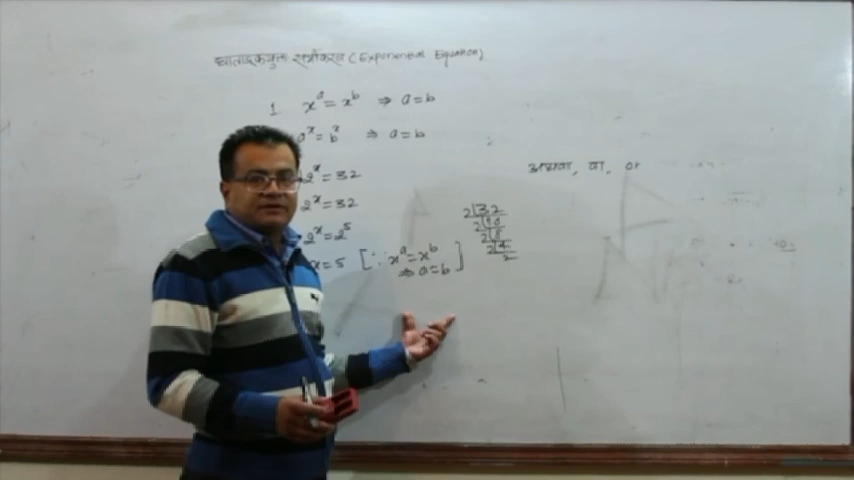 घातांकयुक्त समीकरण (Exponential Equation)
1 x^a = x^b ⇒ a = b
a^x = b^x ⇒ a = b
2^x = 32
2^x = 32
2^x = 2^5
x = 5 [∵ x^a = x^b
⇒ a = b]
2|32
2|16
2|8
2|4
2
अथवा, वा, or